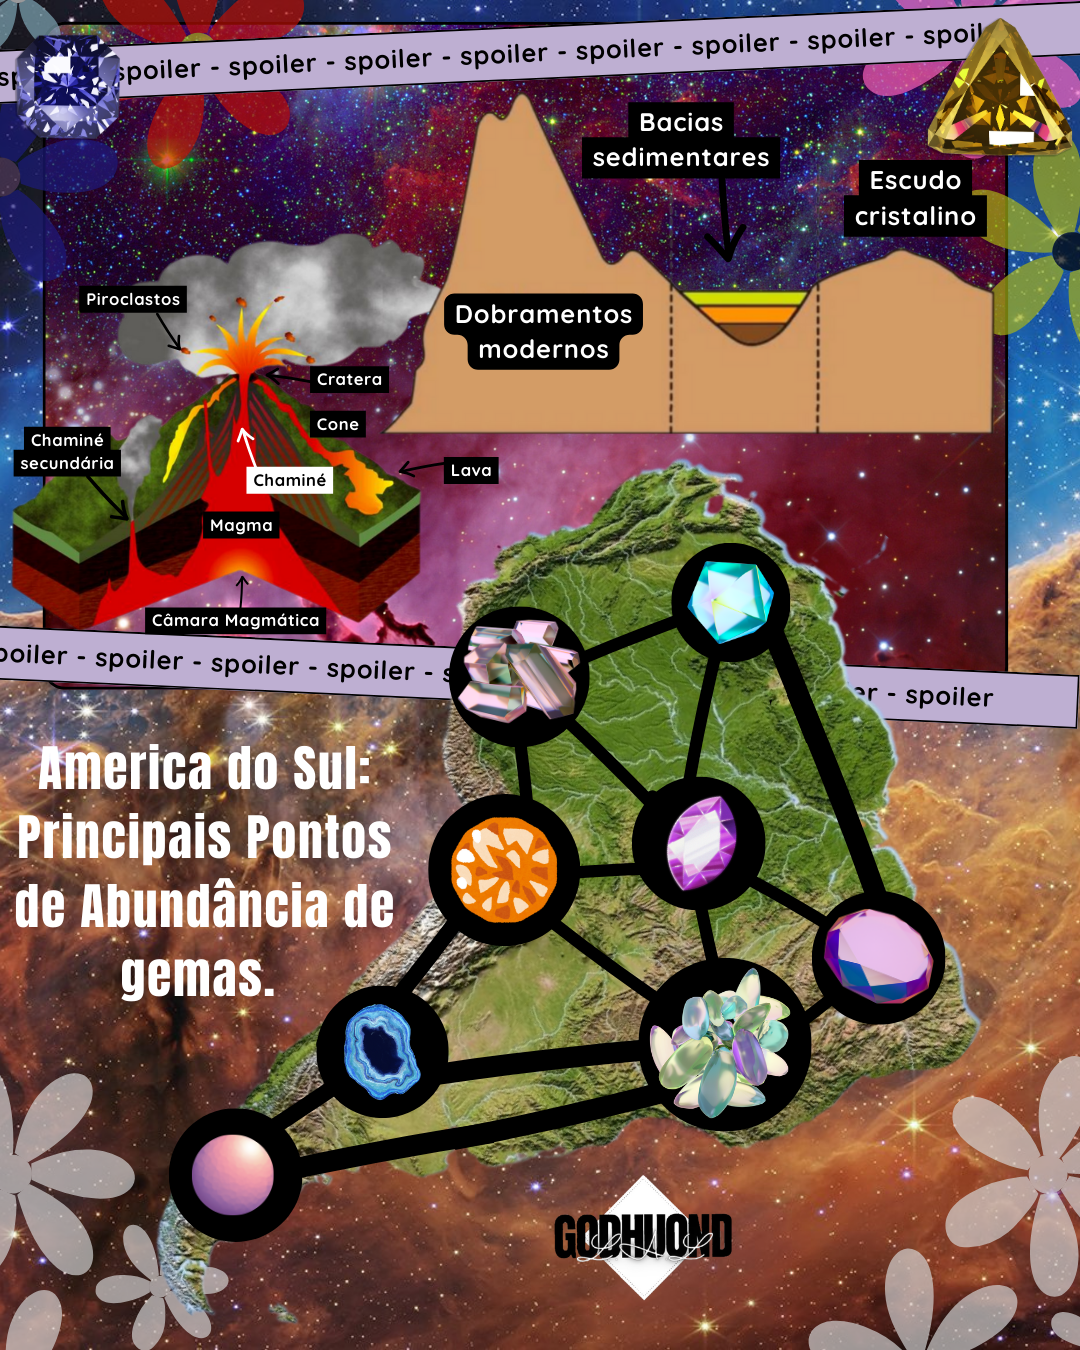 spoiler - spoiler - spoiler - spoiler - spoiler - spoiler - spoiler - spoil
Bacias
sedimentares
Escudo
cristalino
Piroclastos
Dobramentos
modernos
Cratera
Cone
Chaminé
secundária
Lava
Chaminé
Magma
Câmara Magmática
poiler - spoiler - spoiler - spoiler - s
er - spoiler
America do Sul:
Principais Pontos
de Abundância de
gemas.
GODHUOND